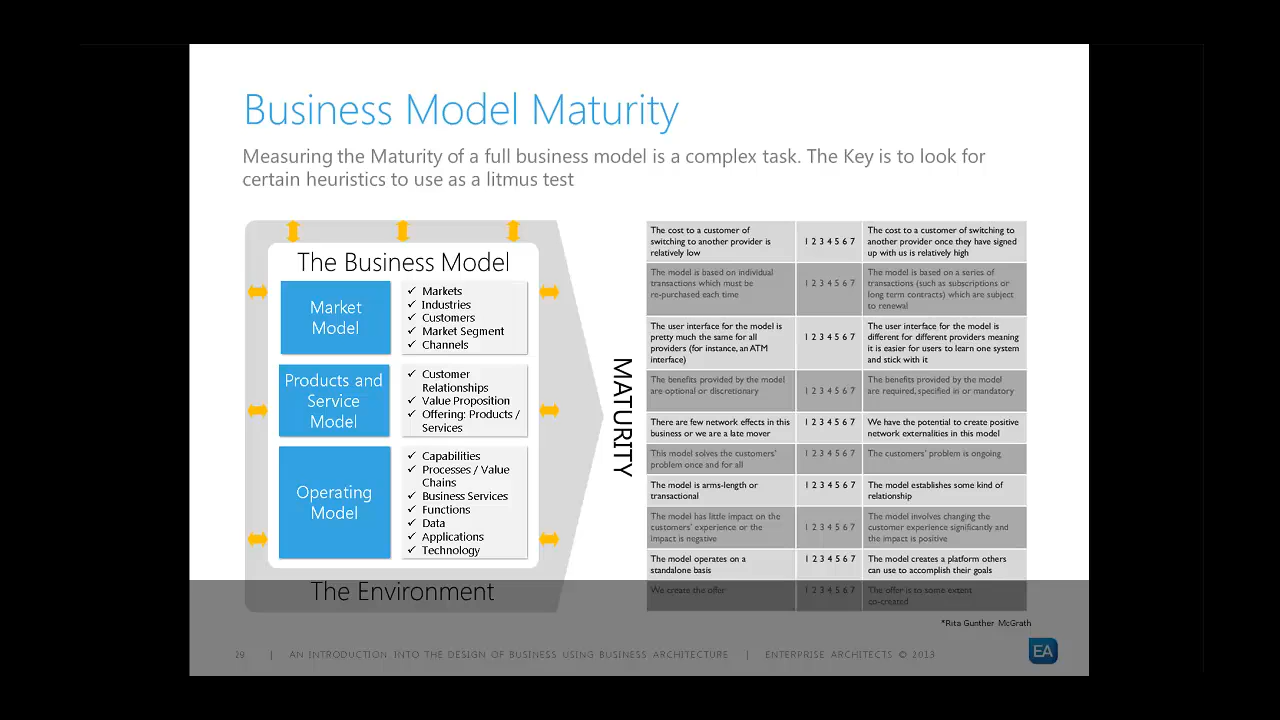 Business Model Maturity
Measuring the Maturity of a full business model is a complex task. The Key is to look for
certain heuristics to use as a litmus test
The Business Model
Market
Model
✓ Markets
✓ Industries
✓ Customers
✓ Market Segment
✓ Channels
Products and
Service
Model
✓ Customer
Relationships
✓ Value Proposition
✓ Offering: Products /
Services
Operating
Model
✓ Capabilities
✓ Processes / Value
Chains
✓ Business Services
✓ Functions
✓ Data
✓ Applications
✓ Technology
The Environment
MATURITY
The cost to a customer of
switching to another provider is
relatively low
1 2 3 4 5 6 7
The cost to a customer of switching to
another provider once they have signed
up with us is relatively high
The model is based on individual
transactions which must be
re-purchased each time
1 2 3 4 5 6 7
The model is based on a series of
transactions (such as subscriptions or
long term contracts) which are subject
to renewal
The user interface for the model is
pretty much the same for all
providers (for instance, an ATM
interface)
1 2 3 4 5 6 7
The user interface for the model is
different for different providers meaning
it is easier for users to learn one system
and stick with it
The benefits provided by the model
are optional or discretionary
1 2 3 4 5 6 7
The benefits provided by the model
are required, specified in or mandatory
There are few network effects in this
business or we are a late mover
1 2 3 4 5 6 7
We have the potential to create positive
network externalities in this model
This model solves the customers'
problem once and for all
1 2 3 4 5 6 7
The customers' problem is ongoing
The model is arms-length or
transactional
1 2 3 4 5 6 7
The model establishes some kind of
relationship
The model has little impact on the
customers' experience or the
impact is negative
1 2 3 4 5 6 7
The model involves changing the
customer experience significantly and
the impact is positive
The model operates on a
standalone basis
1 2 3 4 5 6 7
The model creates a platform others
can use to accomplish their goals
We create the offer
1 2 3 4 5 6 7
The offer is to some extent
co-created
*Rita Gunther McGrath
29 | AN INTRODUCTION INTO THE DESIGN OF BUSINESS USING BUSINESS ARCHITECTURE | ENTERPRISE ARCHITECTS © 2013
EA